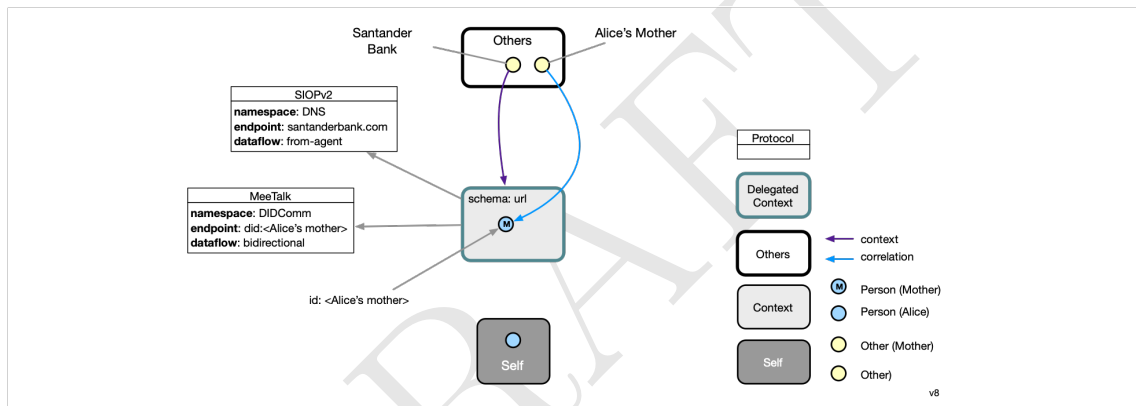 Santander
Bank
Others
Alice's Mother
SIOPv2
namespace: DNS
endpoint: santanderbank.com
dataflow: from-agent
MeeTalk
namespace: DIDComm
endpoint: did:<Alice's mother>
dataflow: bidirectional
schema: url
M
id: <Alice's mother>
Self
Protocol
Delegated
Context
Others
context
correlation
Context
M
Person (Mother)
Person (Alice)
Self
Other (Mother)
Other)
v8
DRAFT